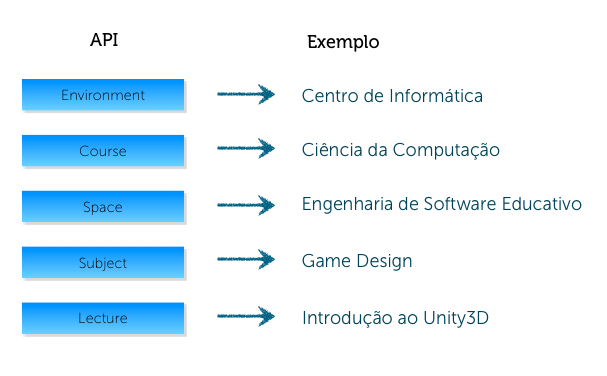 API Exemplo
Environment Centro de Informática
Course Ciência da Computação
Space Engenharia de Software Educativo
Subject Game Design
Lecture Introdução ao Unity3D